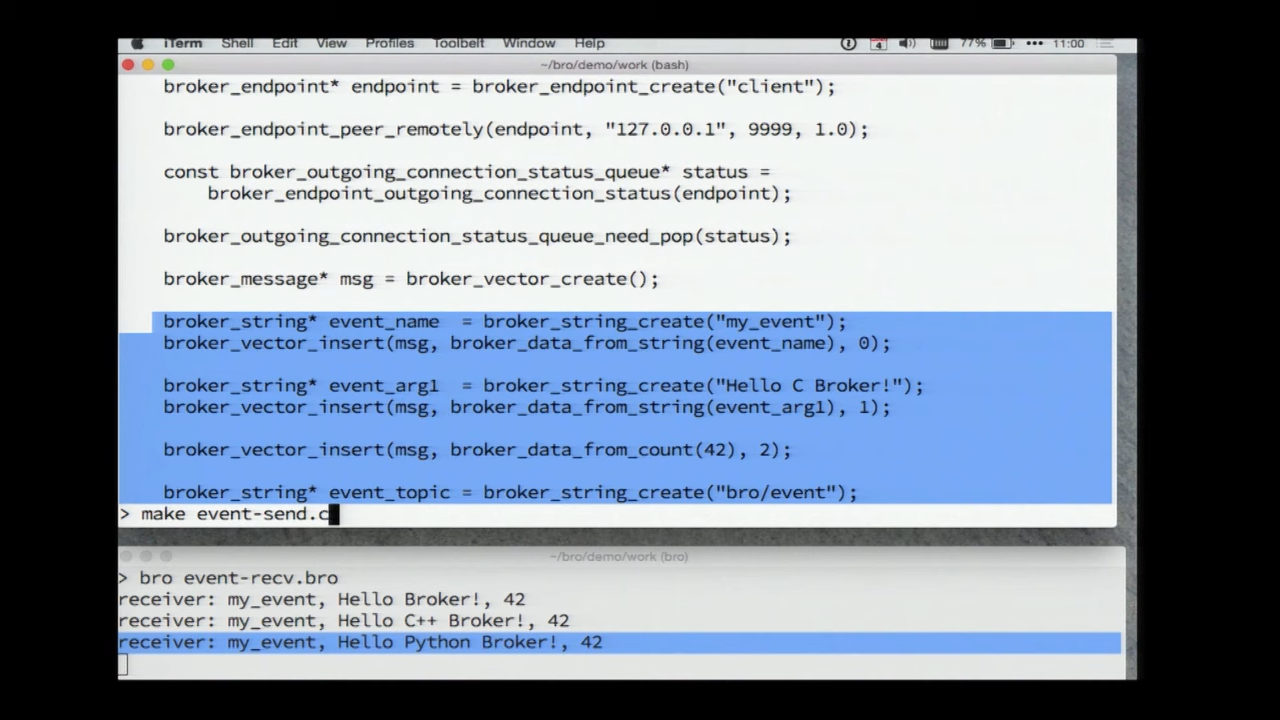 iTerm Shell Edit View Profiles Toolbelt Window Help 4 77% ••• 11:00
~/bro/demo/work (bash)
broker_endpoint* endpoint = broker_endpoint_create("client");
broker_endpoint_peer_remotely(endpoint, "127.0.0.1", 9999, 1.0);
const broker_outgoing_connection_status_queue* status =
broker_endpoint_outgoing_connection_status(endpoint);
broker_outgoing_connection_status_queue_need_pop(status);
broker_message* msg = broker_vector_create();
broker_string* event_name  = broker_string_create("my_event");
broker_vector_insert(msg, broker_data_from_string(event_name), 0);
broker_string* event_arg1  = broker_string_create("Hello C Broker!");
broker_vector_insert(msg, broker_data_from_string(event_arg1), 1);
broker_vector_insert(msg, broker_data_from_count(42), 2);
broker_string* event_topic = broker_string_create("bro/event");
> make event-send.c
~/bro/demo/work (bro)
> bro event-recv.bro
receiver: my_event, Hello Broker!, 42
receiver: my_event, Hello C++ Broker!, 42
receiver: my_event, Hello Python Broker!, 42